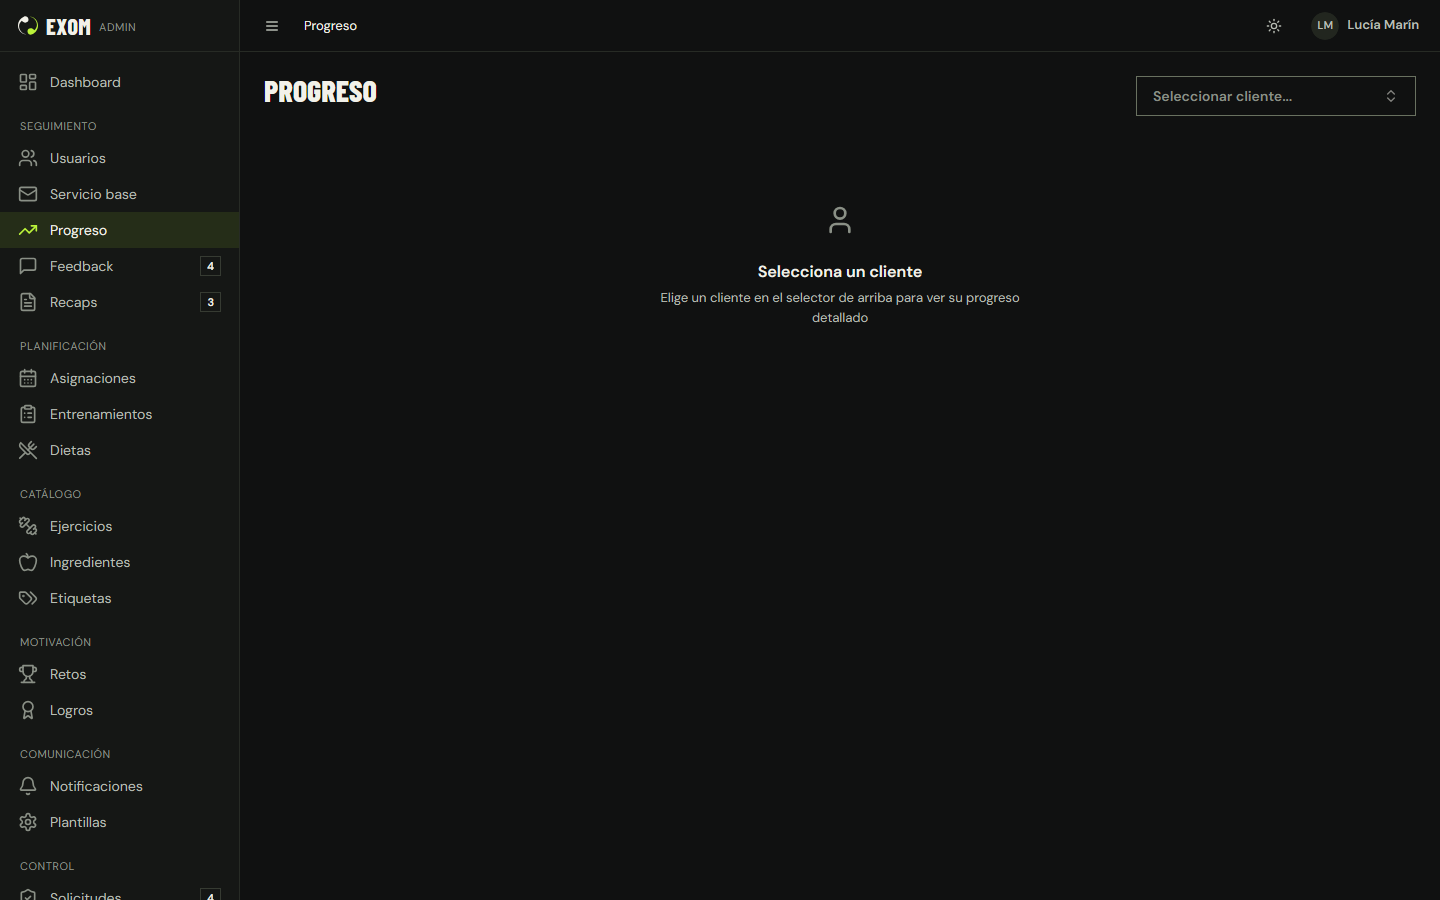 EXOM ADMIN
Progreso
LM Lucía Marín
Dashboard
SEGUIMIENTO
Usuarios
Servicio base
Progreso
Feedback 4
Recaps 3
PLANIFICACIÓN
Asignaciones
Entrenamientos
Dietas
CATÁLOGO
Ejercicios
Ingredientes
Etiquetas
MOTIVACIÓN
Retos
Logros
COMUNICACIÓN
Notificaciones
Plantillas
CONTROL
Solicitudes 4
PROGRESO
Seleccionar cliente...
Selecciona un cliente
Elige un cliente en el selector de arriba para ver su progreso
detallado